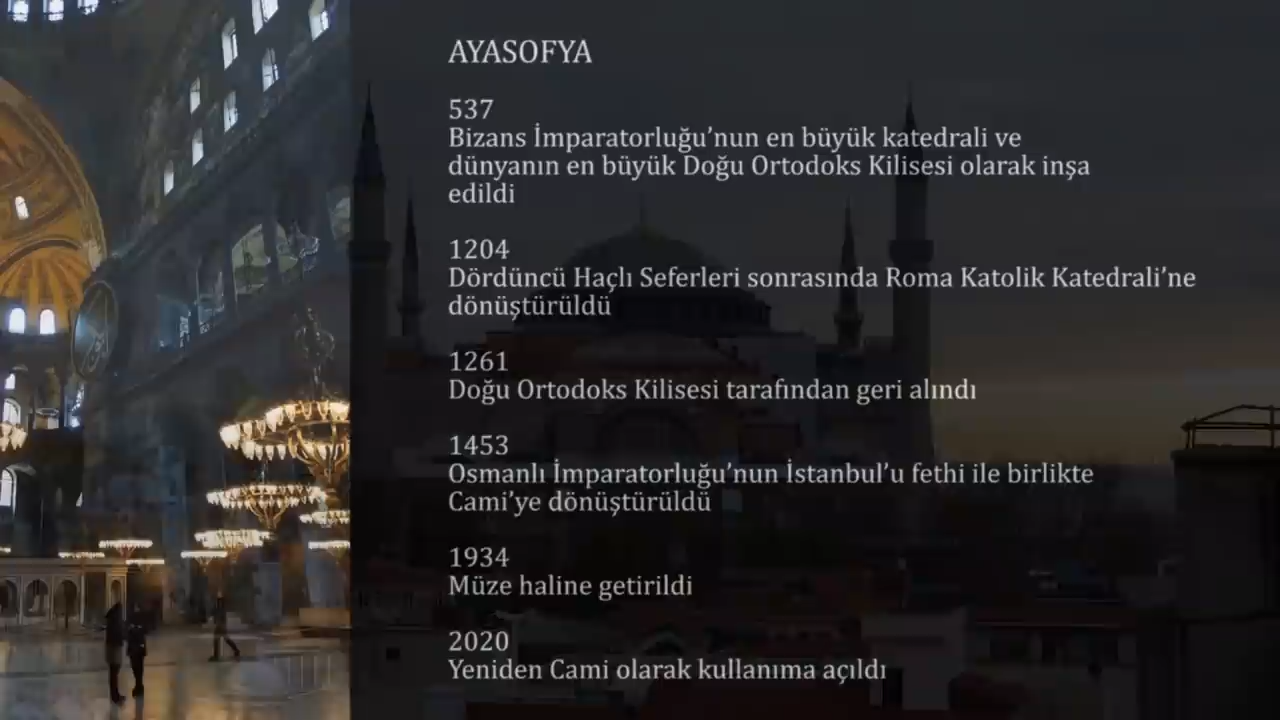 AYASOFYA
537
Bizans İmparatorluğu’nun en büyük katedrali ve
dünyanın en büyük Doğu Ortodoks Kilisesi olarak inşa
edildi
1204
Dördüncü Haçlı Seferleri sonrasında Roma Katolik Katedrali’ne
dönüştürüldü
1261
Doğu Ortodoks Kilisesi tarafından geri alındı
1453
Osmanlı İmparatorluğu’nun İstanbul’u fethi ile birlikte
Cami’ye dönüştürüldü
1934
Müze haline getirildi
2020
Yeniden Cami olarak kullanıma açıldı